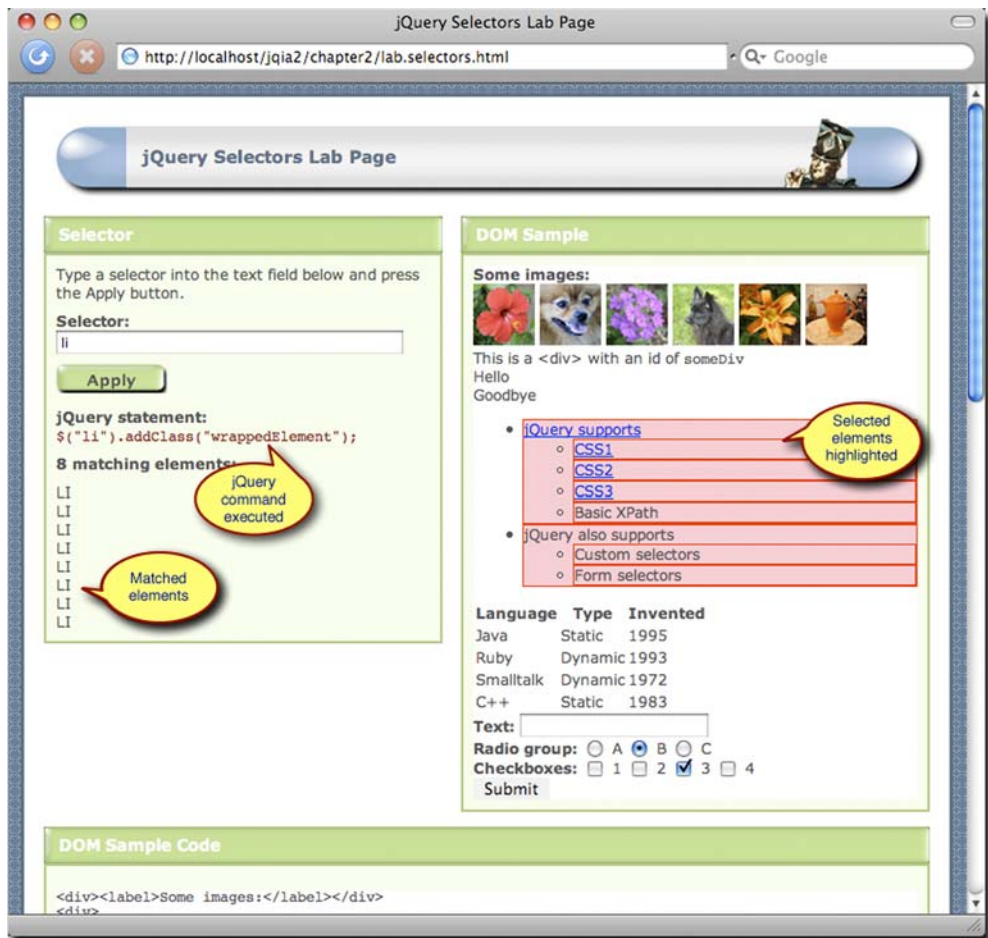 jQuery Selectors Lab Page
http://localhost/jqia2/chapter2/lab.selectors.html
Google
jQuery Selectors Lab Page
Selector
Type a selector into the text field below and press
the Apply button.
Selector:
li
Apply
jQuery statement:
$("li").addClass("wrappedElement");
8 matching elements:
LI
LI
LI
LI
LI
LI
LI
LI
jQuery
command
executed
Matched
elements
DOM Sample
Some images:
This is a <div> with an id of someDiv
Hello
Goodbye
• jQuery supports
◦ CSS1
◦ CSS2
◦ CSS3
◦ Basic XPath
• jQuery also supports
◦ Custom selectors
◦ Form selectors
Selected
elements
highlighted
Language Type Invented
Java Static 1995
Ruby Dynamic 1993
Smalltalk Dynamic 1972
C++ Static 1983
Text:
Radio group: A B C
Checkboxes: 1 2 3 4
Submit
DOM Sample Code
<div><label>Some images:</label></div>
<div>